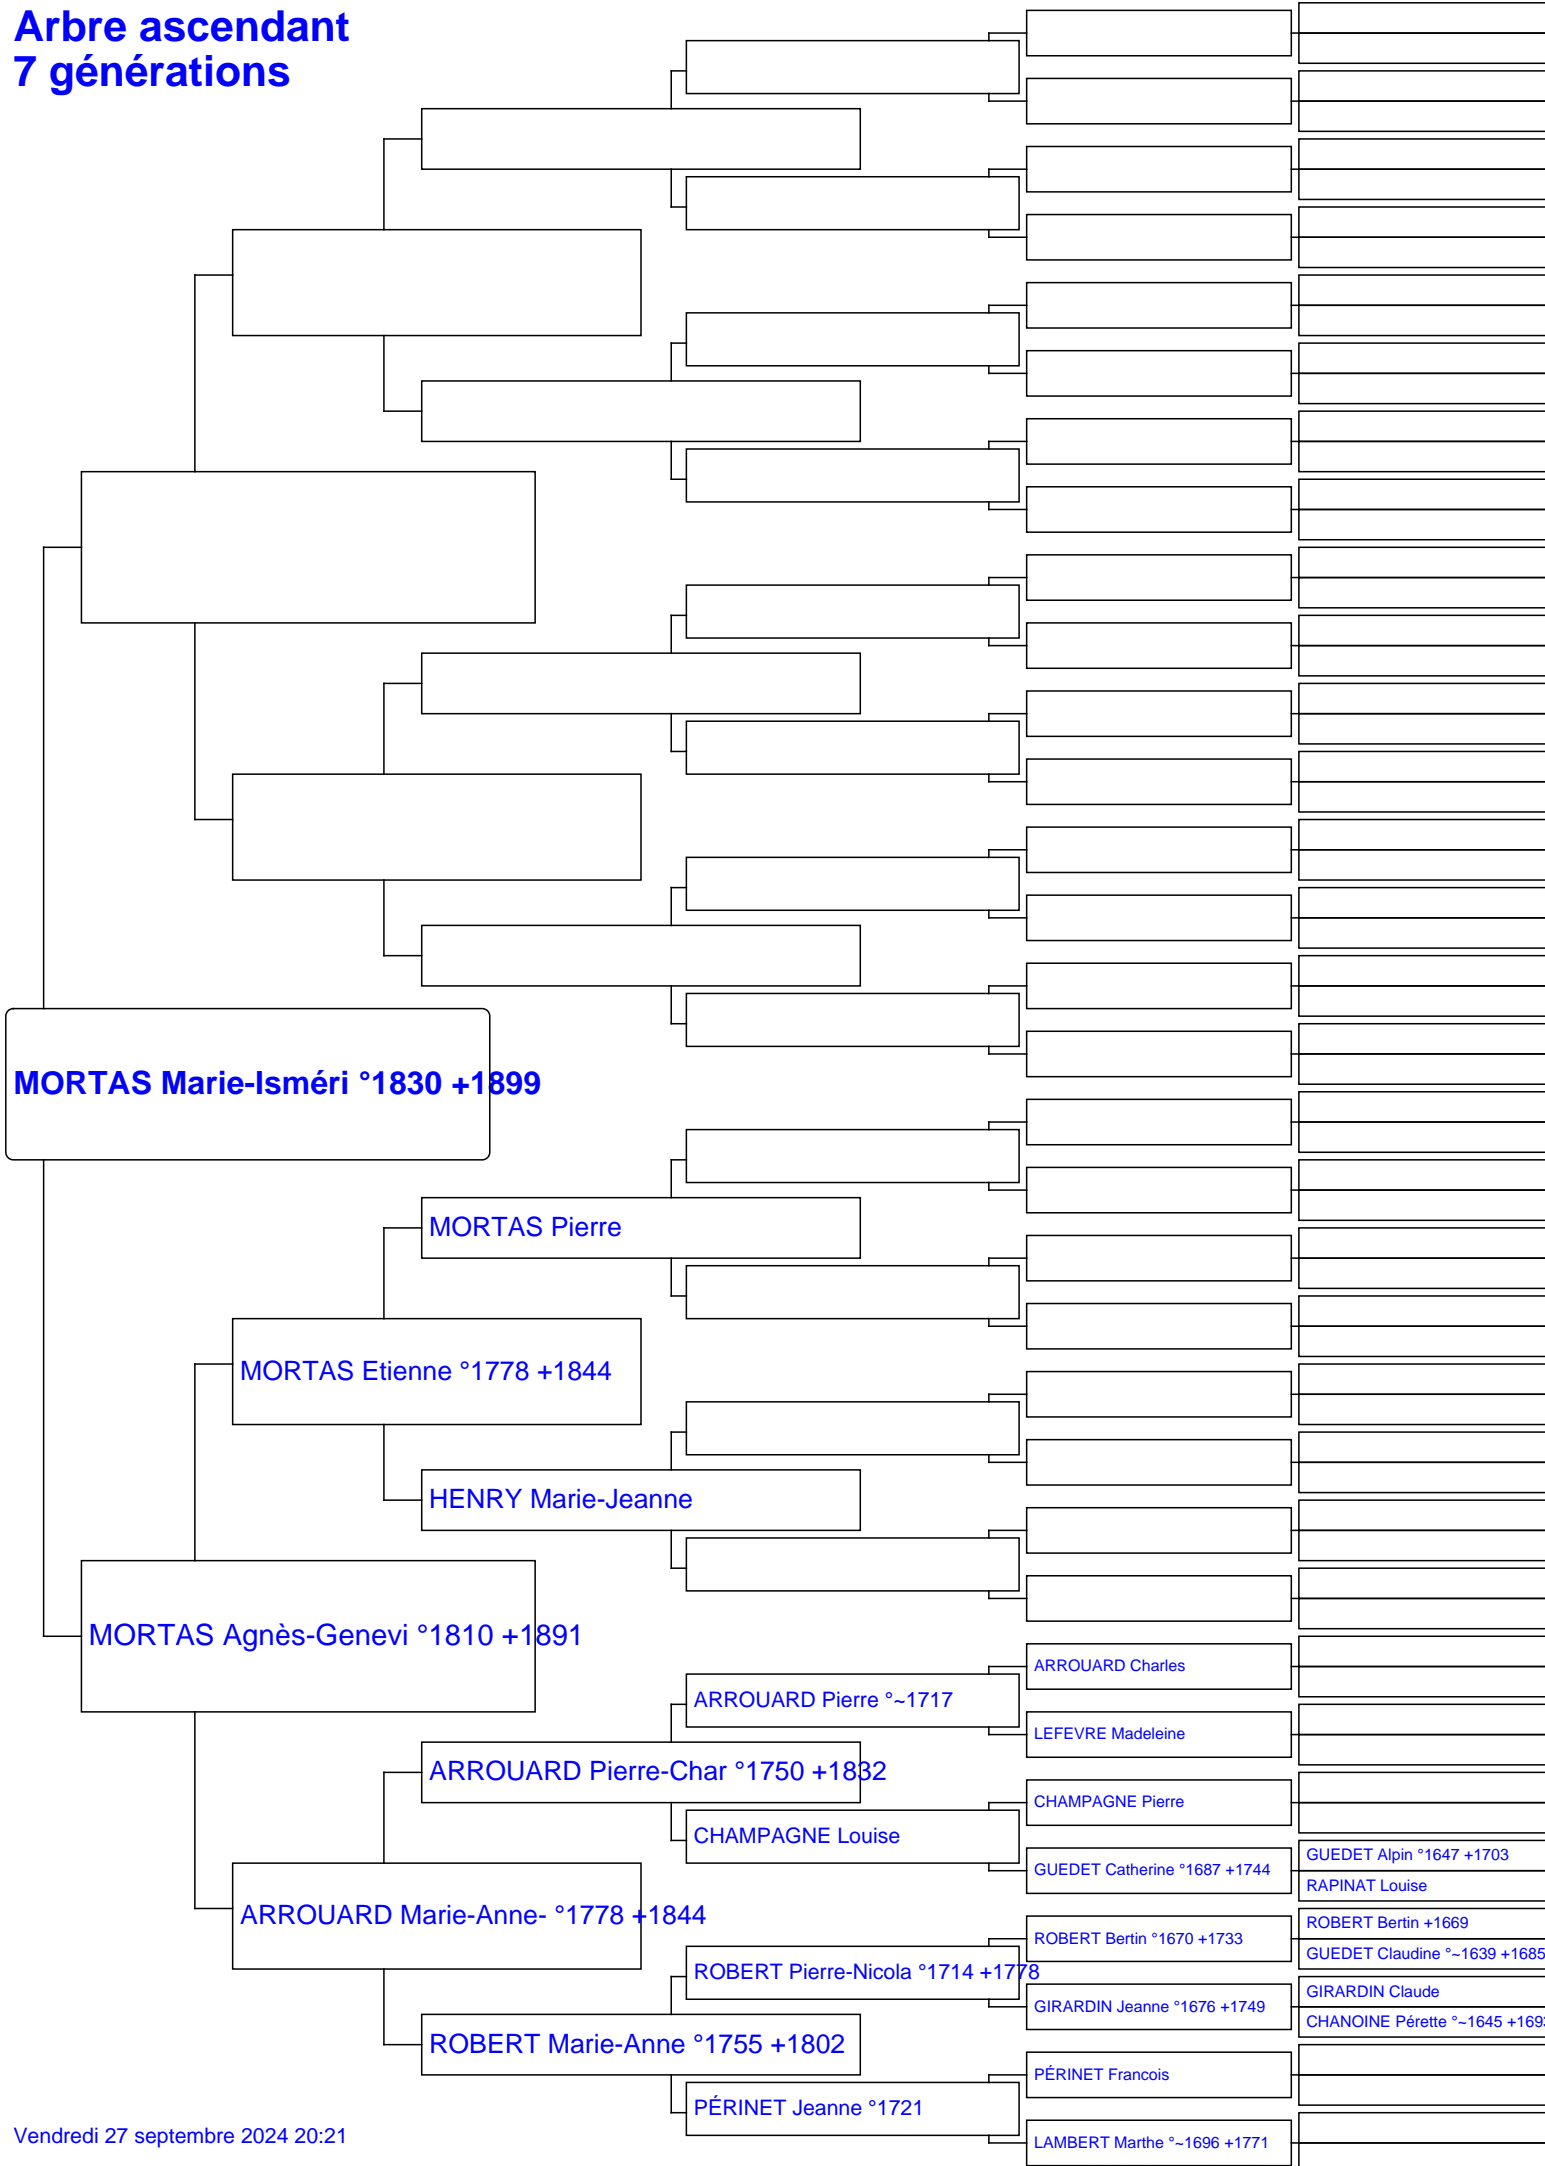 Arbre ascendant
7 générations
MORTAS Marie-Isméri °1830 +1899
MORTAS Pierre
MORTAS Etienne °1778 +1844
HENRY Marie-Jeanne
MORTAS Agnès-Genevi °1810 +1891
ARROUARD Charles
ARROUARD Pierre °~1717
LEFEVRE Madeleine
ARROUARD Pierre-Char °1750 +1832
CHAMPAGNE Pierre
CHAMPAGNE Louise
GUEDET Catherine °1687 +1744
GUEDET Alpin °1647 +1703
RAPINAT Louise
ARROUARD Marie-Anne- °1778 +1844
ROBERT Bertin °1670 +1733
ROBERT Bertin +1669
GUEDET Claudine °~1639 +1685
ROBERT Pierre-Nicola °1714 +1778
GIRARDIN Jeanne °1676 +1749
GIRARDIN Claude
CHANOINE Pérette °~1645 +1693
ROBERT Marie-Anne °1755 +1802
PÉRINET Francois
PÉRINET Jeanne °1721
LAMBERT Marthe °~1696 +1771
Vendredi 27 septembre 2024 20:21